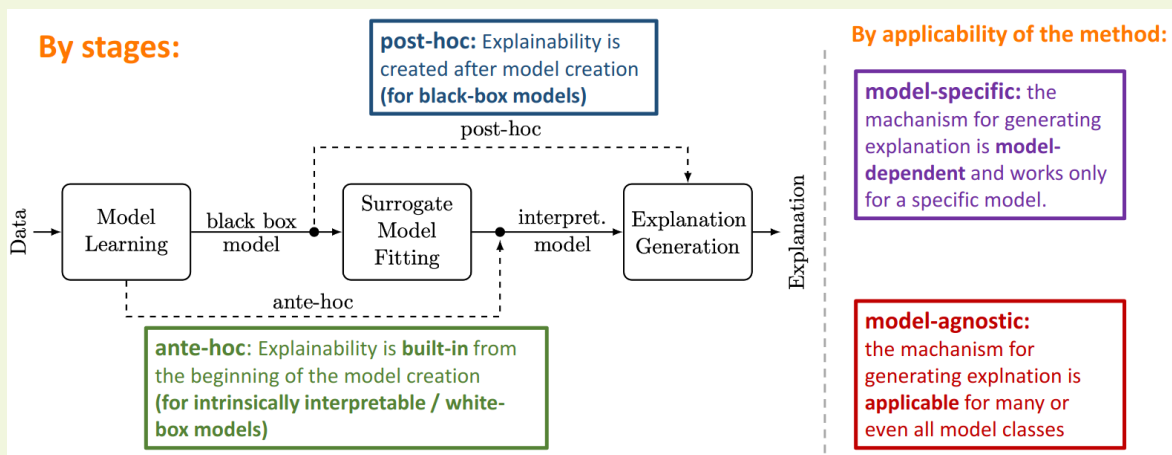 By stages:
post-hoc: Explainability is
created after model creation
(for black-box models)
post-hoc
Data
Model
Learning
black box
model
Surrogate
Model
Fitting
interpret.
model
Explanation
Generation
Explanation
ante-hoc
ante-hoc: Explainability is built-in from
the beginning of the model creation
(for intrinsically interpretable / white-
box models)
By applicability of the method:
model-specific: the
machanism for generating
explanation is model-
dependent and works only
for a specific model.
model-agnostic:
the machanism for
generating explnation is
applicable for many or
even all model classes